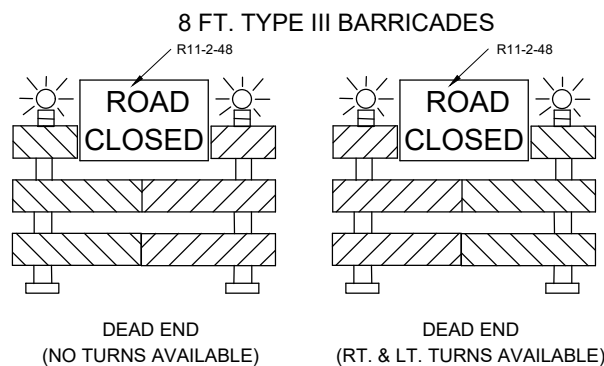 8 FT. TYPE III BARRICADES
R11-2-48
ROAD
CLOSED
DEAD END
(NO TURNS AVAILABLE)
R11-2-48
ROAD
CLOSED
DEAD END
(RT. & LT. TURNS AVAILABLE)